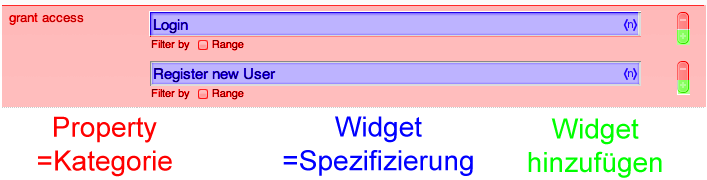 grant access
Login ⟨n⟩
Filter by Range
Register new User ⟨n⟩
Filter by Range
Property
=Kategorie
Widget
=Spezifizierung
Widget
hinzufügen